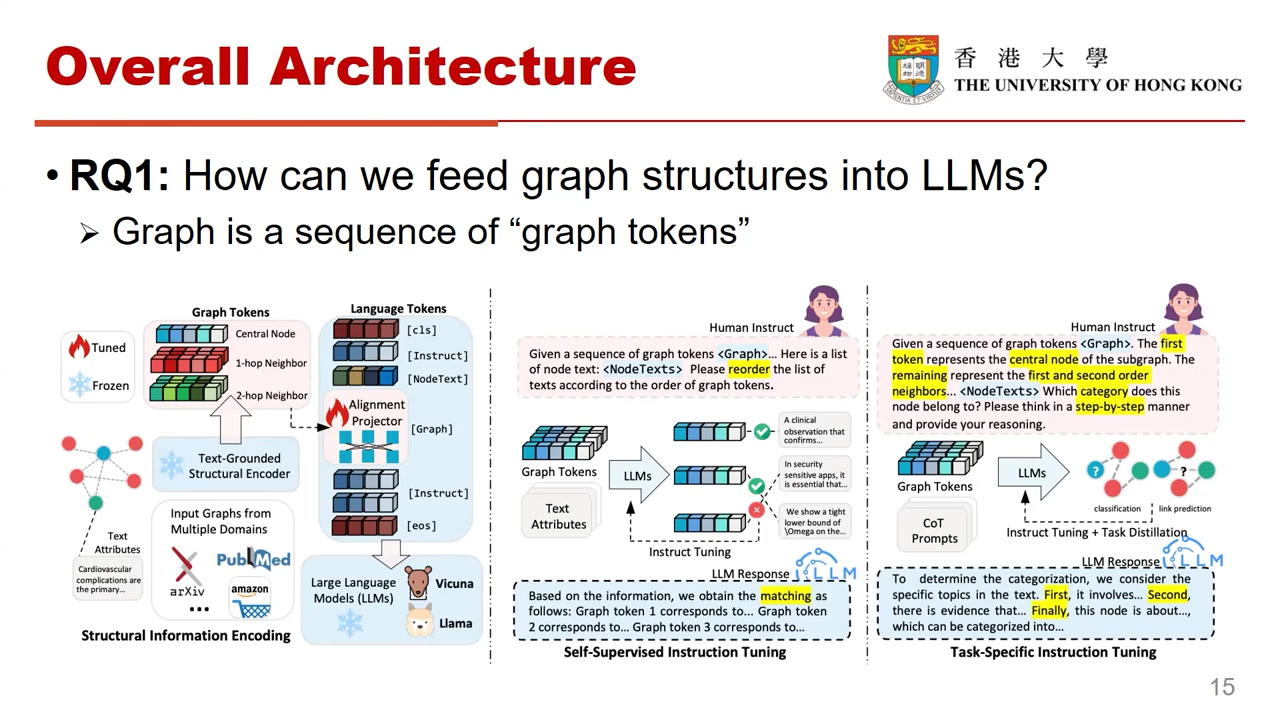 Overall Architecture
香港大學
THE UNIVERSITY OF HONG KONG
• RQ1: How can we feed graph structures into LLMs?
➢ Graph is a sequence of “graph tokens”
Tuned
Frozen
Graph Tokens
Central Node
1-hop Neighbor
2-hop Neighbor
Text-Grounded
Structural Encoder
Input Graphs from
Multiple Domains
arXiv
PubMed
amazon
...
Text
Attributes
Cardiovascular
complications are
the primary...
Structural Information Encoding
Language Tokens
[cls]
[Instruct]
[NodeText]
Alignment
Projector
[Graph]
[Instruct]
[eos]
Large Language
Models (LLMs)
Vicuna
Llama
Human Instruct
Given a sequence of graph tokens <Graph>... Here is a list
of node text: <NodeTexts> Please reorder the list of
texts according to the order of graph tokens.
Graph Tokens
Text
Attributes
LLMs
A clinical
observation that
confirms...
In security
sensitive apps, it
is essential that...
We show a tight
lower bound of
\Omega on the...
Instruct Tuning
LLM Response
LLM
Based on the information, we obtain the matching as
follows: Graph token 1 corresponds to... Graph token
2 corresponds to... Graph token 3 corresponds to...
Self-Supervised Instruction Tuning
Human Instruct
Given a sequence of graph tokens <Graph>. The first
token represents the central node of the subgraph. The
remaining represent the first and second order
neighbors... <NodeTexts> Which category does this
node belong to? Please think in a step-by-step manner
and provide your reasoning.
Graph Tokens
CoT
Prompts
LLMs
?
?
classification
link prediction
Instruct Tuning + Task Distillation
LLM Response
LLM
To determine the categorization, we consider the
specific topics in the text. First, it involves... Second,
there is evidence that... Finally, this node is about...,
which can be categorized into...
Task-Specific Instruction Tuning
15